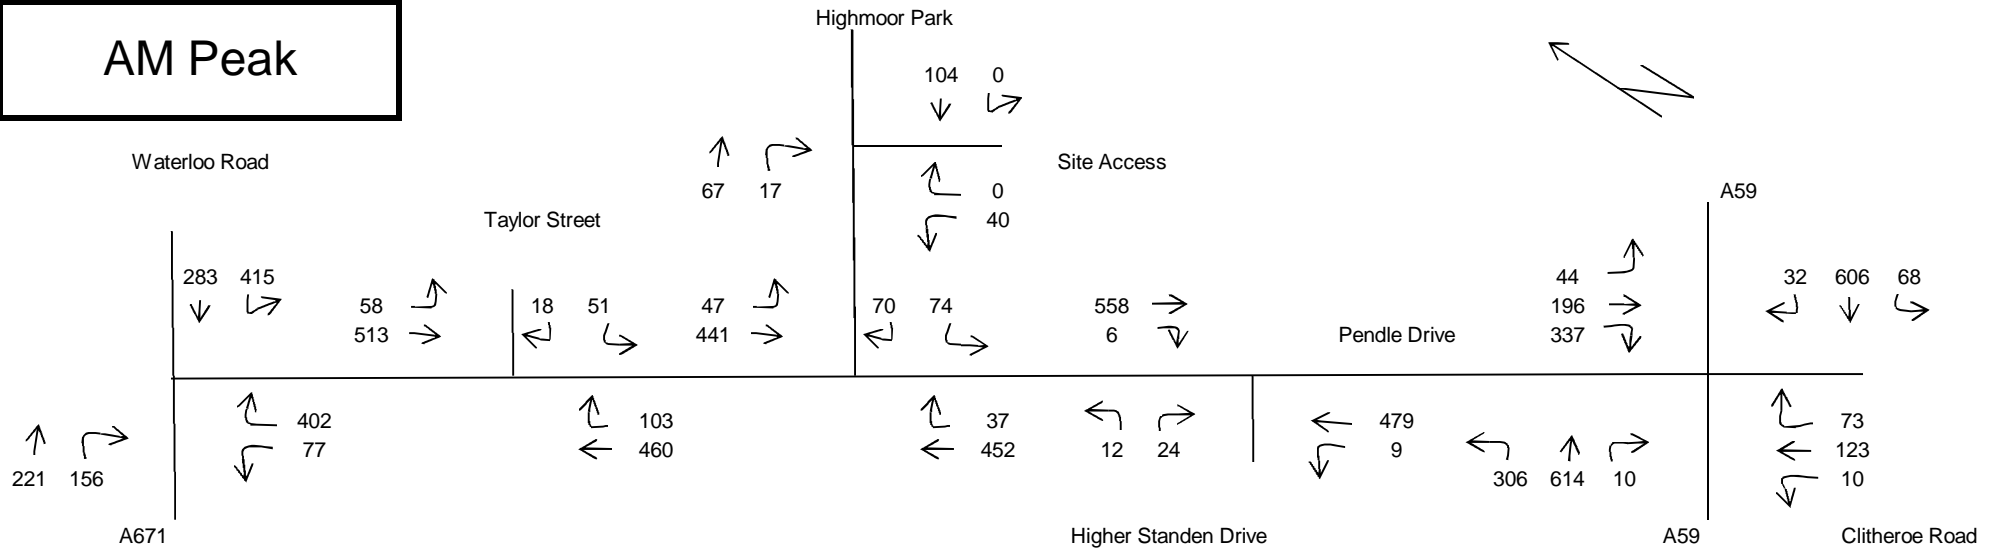 Highmoor Park
AM Peak
104 0
Waterloo Road
Site Access
67 17
0
A59
Taylor Street
40
283 415
44
32 606 68
58
18 51
47
70 74
558
196
513
441
6
Pendle Drive
337
402
103
37
479
73
77
460
452
12 24
9
123
221 156
306 614 10
10
A671
Higher Standen Drive
A59
Clitheroe Road